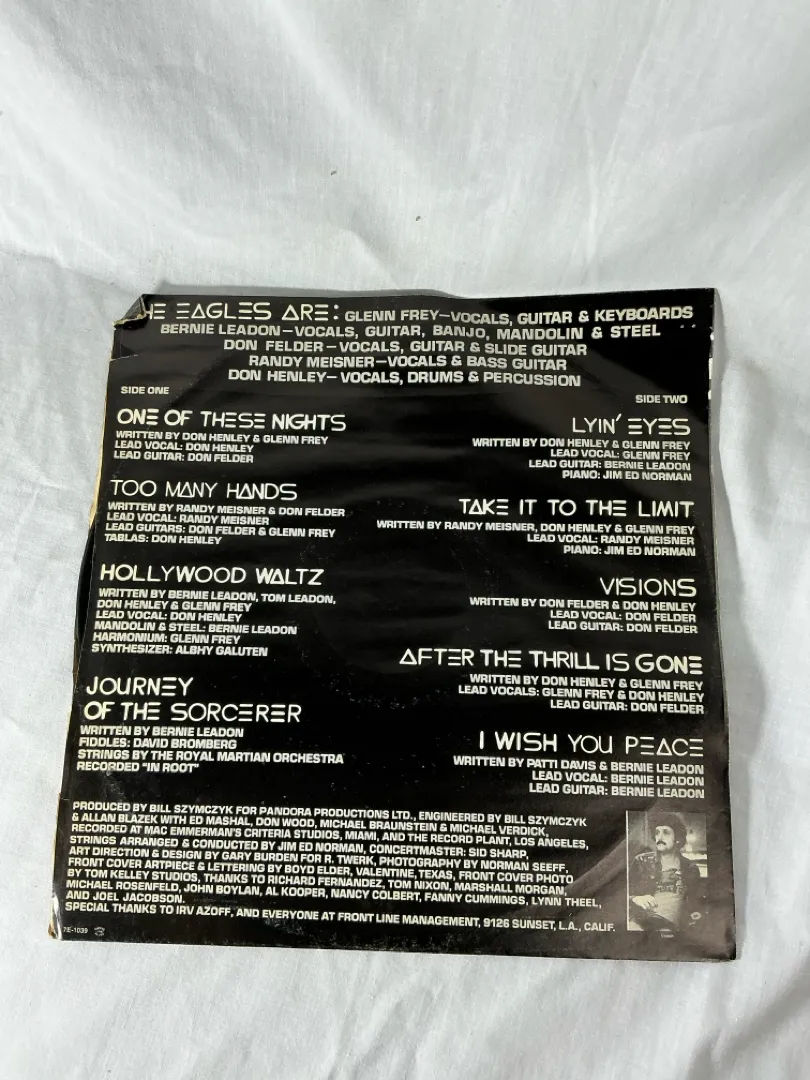 HE EAGLES ARE: GLENN FREY—VOCALS, GUITAR & KEYBOARDS
BERNIE LEADON—VOCALS, GUITAR, BANJO, MANDOLIN & STEEL
DON FELDER—VOCALS, GUITAR & SLIDE GUITAR
RANDY MEISNER—VOCALS & BASS GUITAR
DON HENLEY—VOCALS, DRUMS & PERCUSSION
SIDE ONE
ONE OF THESE NIGHTS
WRITTEN BY DON HENLEY & GLENN FREY
LEAD VOCAL: DON HENLEY
LEAD GUITAR: DON FELDER
TOO MANY HANDS
WRITTEN BY RANDY MEISNER & DON FELDER
LEAD VOCAL: RANDY MEISNER
LEAD GUITARS: DON FELDER & GLENN FREY
TABLAS: DON HENLEY
HOLLYWOOD WALTZ
WRITTEN BY BERNIE LEADON, TOM LEADON,
DON HENLEY & GLENN FREY
LEAD VOCAL: DON HENLEY
MANDOLIN & STEEL: BERNIE LEADON
HARMONIUM: GLENN FREY
SYNTHESIZER: ALBHY GALUTEN
JOURNEY
OF THE SORCERER
WRITTEN BY BERNIE LEADON
FIDDLES: DAVID BROMBERG
STRINGS BY THE ROYAL MARTIAN ORCHESTRA
RECORDED "IN ROOT"
SIDE TWO
LYIN' EYES
WRITTEN BY DON HENLEY & GLENN FREY
LEAD VOCAL: GLENN FREY
LEAD GUITAR: BERNIE LEADON
PIANO: JIM ED NORMAN
TAKE IT TO THE LIMIT
WRITTEN BY RANDY MEISNER, DON HENLEY & GLENN FREY
LEAD VOCAL: RANDY MEISNER
PIANO: JIM ED NORMAN
VISIONS
WRITTEN BY DON FELDER & DON HENLEY
LEAD VOCAL: DON FELDER
LEAD GUITAR: DON FELDER
AFTER THE THRILL IS GONE
WRITTEN BY DON HENLEY & GLENN FREY
LEAD VOCALS: GLENN FREY & DON HENLEY
LEAD GUITAR: DON FELDER
I WISH YOU PEACE
WRITTEN BY PATTI DAVIS & BERNIE LEADON
LEAD VOCAL: BERNIE LEADON
LEAD GUITAR: BERNIE LEADON
PRODUCED BY BILL SZYMCZYK FOR PANDORA PRODUCTIONS LTD., ENGINEERED BY BILL SZYMCZYK
& ALLAN BLAZEK WITH ED MASHAL, DON WOOD, MICHAEL BRAUNSTEIN & MICHAEL VERDICK,
RECORDED AT MAC EMMERMAN'S CRITERIA STUDIOS, MIAMI, AND THE RECORD PLANT, LOS ANGELES,
STRINGS ARRANGED & CONDUCTED BY JIM ED NORMAN, CONCERTMASTER: SID SHARP,
ART DIRECTION & DESIGN BY GARY BURDEN FOR R. TWERK, PHOTOGRAPHY BY NORMAN SEEFF,
FRONT COVER ARTPIECE & LETTERING BY BOYD ELDER, VALENTINE, TEXAS, FRONT COVER PHOTO
BY TOM KELLEY STUDIOS, THANKS TO RICHARD FERNANDEZ, TOM NIXON, MARSHALL MORGAN,
MICHAEL ROSENFELD, JOHN BOYLAN, AL KOOPER, NANCY COLBERT, FANNY CUMMINGS, LYNN THEEL,
AND JOEL JACOBSON.
SPECIAL THANKS TO IRV AZOFF, AND EVERYONE AT FRONT LINE MANAGEMENT, 9126 SUNSET, L.A., CALIF.
7E-1039